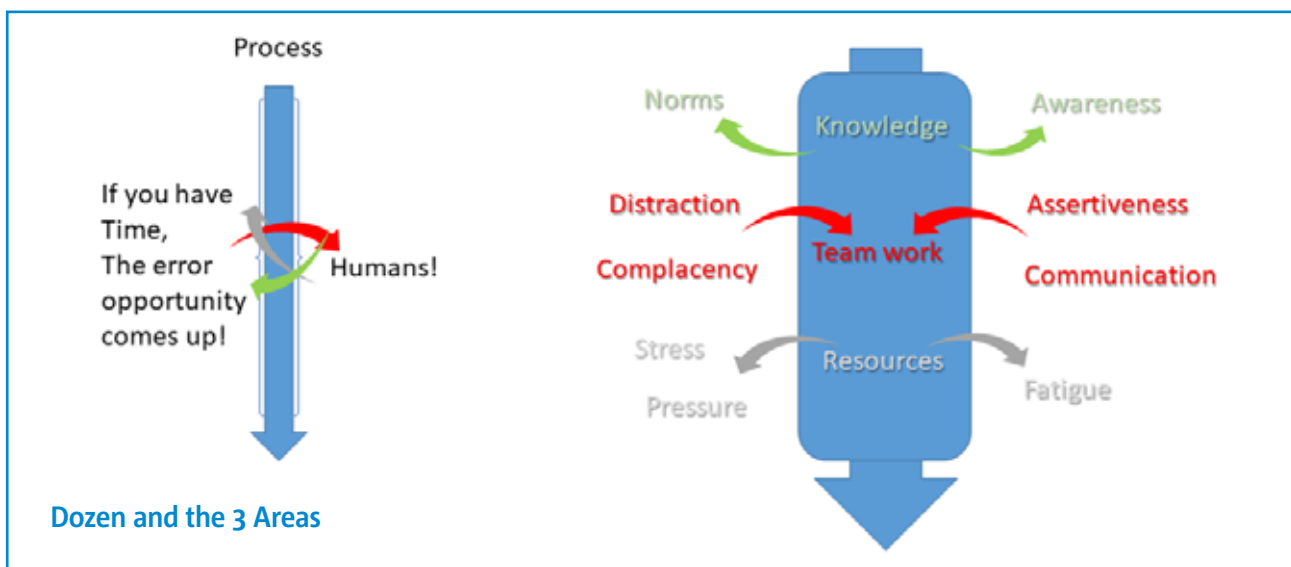 Process
If you have
Time,
The error
opportunity
comes up!
Humans!
Norms
Knowledge
Awareness
Distraction
Assertiveness
Team work
Complacency
Communication
Stress
Resources
Pressure
Fatigue
Dozen and the 3 Areas